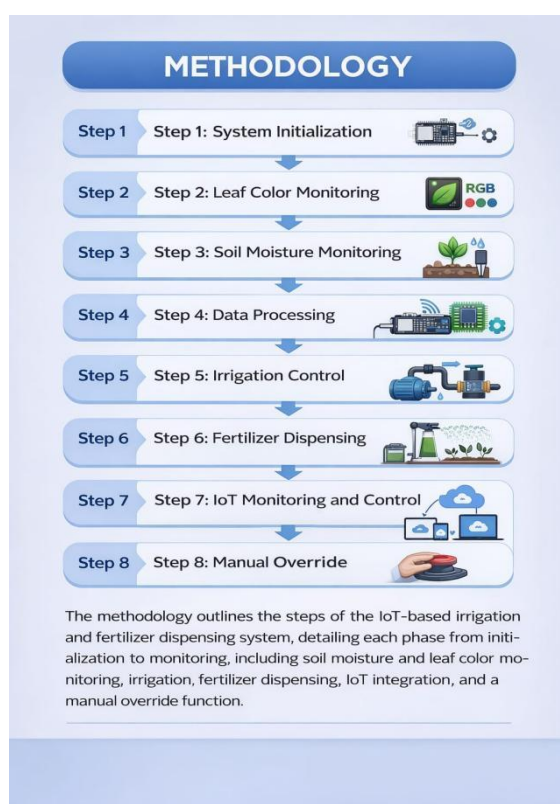 METHODOLOGY
Step 1 Step 1: System Initialization
Step 2 Step 2: Leaf Color Monitoring
RGB
Step 3 Step 3: Soil Moisture Monitoring
Step 4 Step 4: Data Processing
Step 5 Step 5: Irrigation Control
Step 6 Step 6: Fertilizer Dispensing
Step 7 Step 7: IoT Monitoring and Control
Step 8 Step 8: Manual Override
The methodology outlines the steps of the IoT-based irrigation
and fertilizer dispensing system, detailing each phase from initi-
alization to monitoring, including soil moisture and leaf color mo-
nitoring, irrigation, fertilizer dispensing, IoT integration, and a
manual override function.